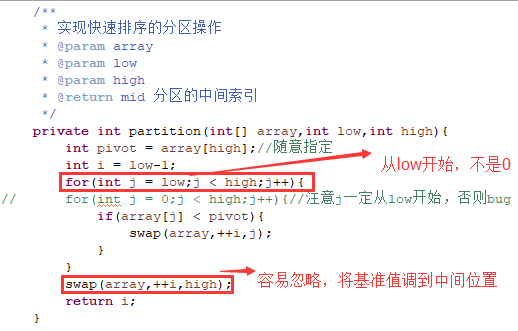 /**
 * 实现快速排序的分区操作
 * @param array
 * @param low
 * @param high
 * @return mid 分区的中间索引
 */
private int partition(int[] array,int low,int high){
    int pivot = array[high];//随意指定
    int i = low-1;
    for(int j = low;j < high;j++){
从low开始，不是0
//    for(int j = 0;j < high;j++){//注意j一定从low开始，否则bug
        if(array[j] < pivot){
            swap(array,++i,j);
        }
    }
    swap(array,++i,high);
容易忽略，将基准值调到中间位置
    return i;
}